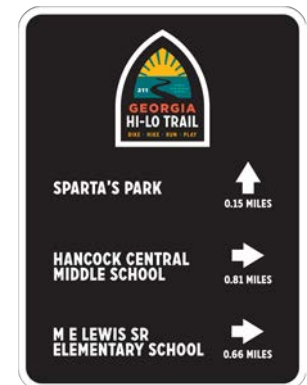 211
GEORGIA
HI-LO TRAIL
BIKE · HIKE · RUN · PLAY
SPARTA'S PARK
0.15 MILES
HANCOCK CENTRAL
MIDDLE SCHOOL
0.81 MILES
M E LEWIS SR
ELEMENTARY SCHOOL
0.66 MILES